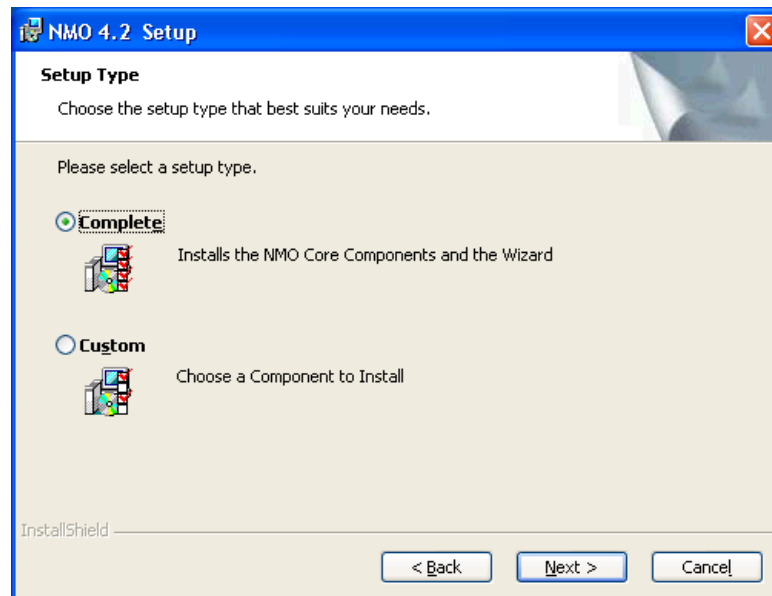 NMO 4.2 Setup
Setup Type
Choose the setup type that best suits your needs.
Please select a setup type.
Complete
Installs the NMO Core Components and the Wizard
Custom
Choose a Component to Install
InstallShield
< Back Next > Cancel